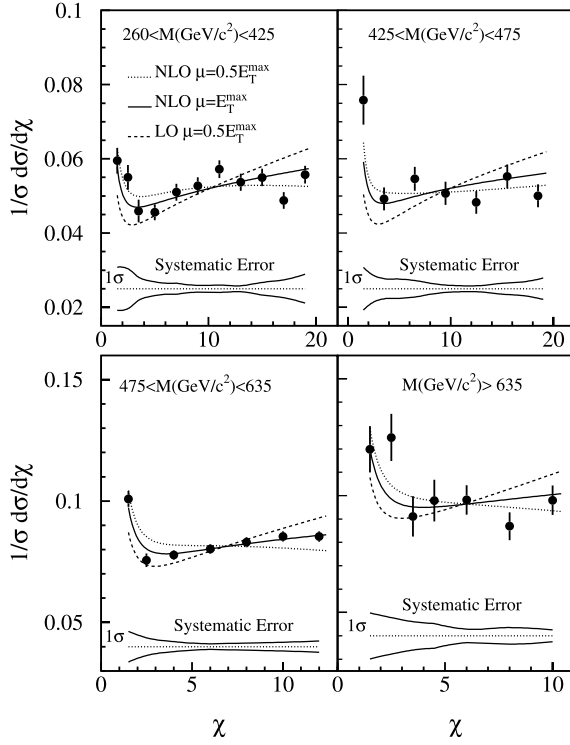 260<M(GeV/c²)<425
425<M(GeV/c²)<475
NLO μ=0.5E_T^max
NLO μ=E_T^max
LO μ=0.5E_T^max
1/σ dσ/dχ
0.1
0.08
0.06
0.04
0.02
Systematic Error
1σ
Systematic Error
1σ
0 10 20
0 10 20
475<M(GeV/c²)<635
M(GeV/c²)> 635
1/σ dσ/dχ
0.15
0.1
0.05
Systematic Error
1σ
Systematic Error
1σ
0 5 10
0 5 10
χ
χ